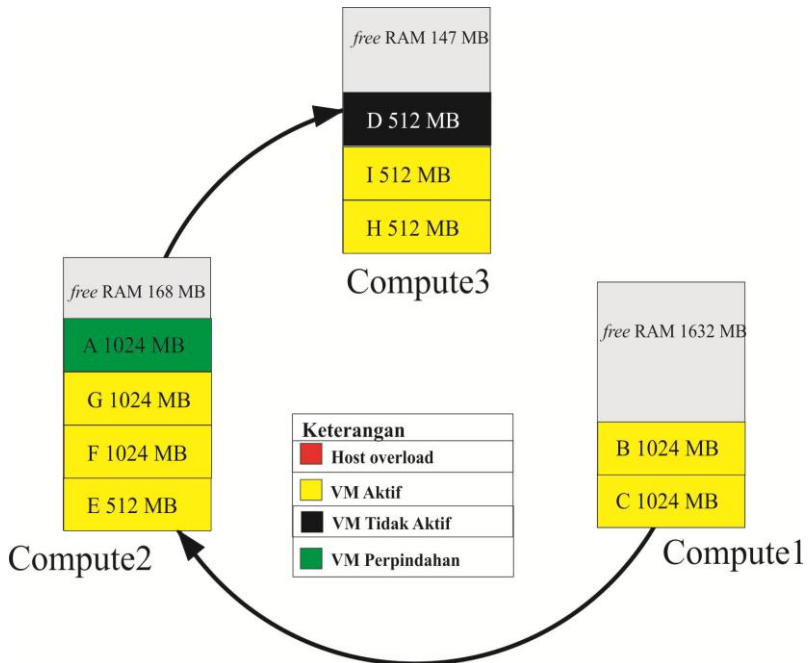 free RAM 147 MB
D 512 MB
I 512 MB
H 512 MB
Compute3
free RAM 168 MB
A 1024 MB
G 1024 MB
F 1024 MB
E 512 MB
Compute2
free RAM 1632 MB
B 1024 MB
C 1024 MB
Compute1
Keterangan
Host overload
VM Aktif
VM Tidak Aktif
VM Perpindahan